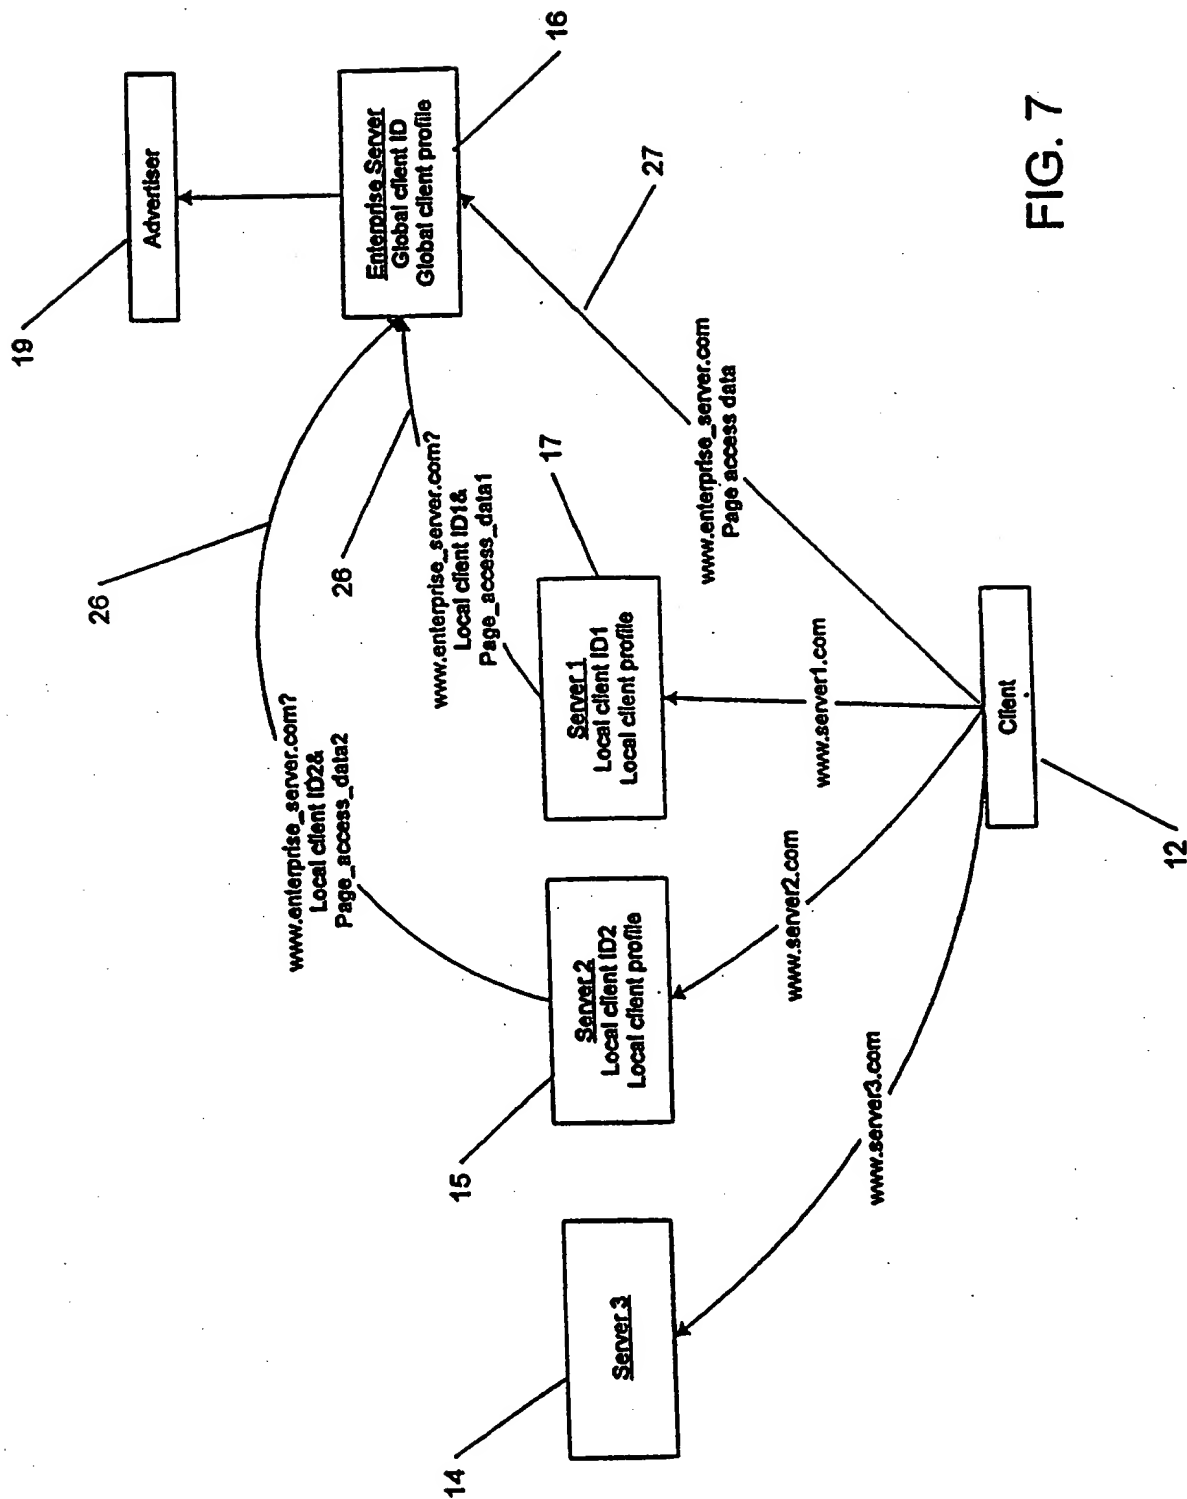 19
Advertiser
16
Enterprise Server
Global client ID
Global client profile
26
26
27
www.enterprise_server.com?
Local client ID2&
Page_access_data2
www.enterprise_server.com?
Local client ID1&
Page_access_data1
www.enterprise_server.com
Page access data
14
Server 3
15
Server 2
Local client ID2
Local client profile
17
Server 1
Local client ID1
Local client profile
www.server3.com
www.server2.com
www.server1.com
12
Client
FIG. 7